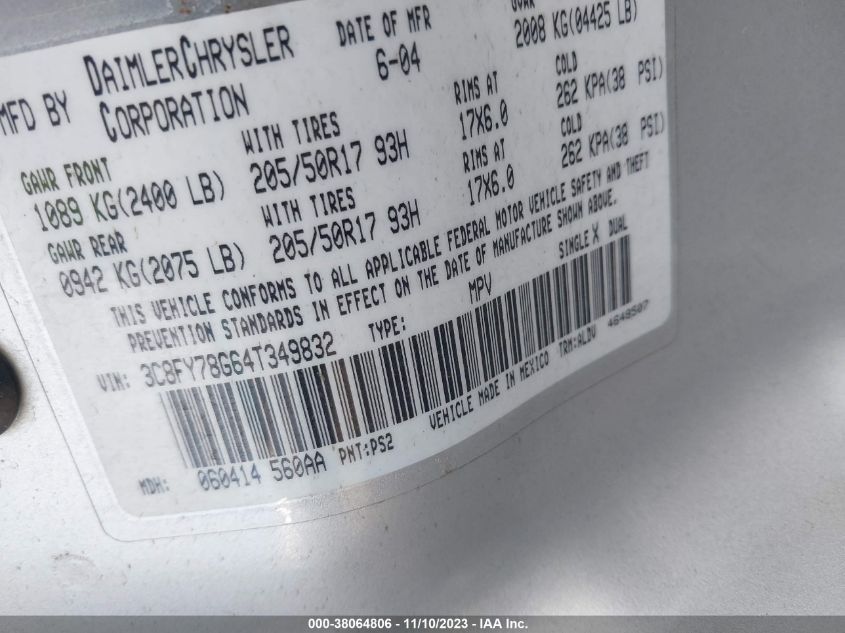 MFD BY DAIMLERCHRYSLER CORPORATION
DATE OF MFR 6-04
GVWR 2008 KG(04425 LB)
GAWR FRONT WITH TIRES RIMS AT COLD
1089 KG(2400 LB) 205/50R17 93H 17X6.0 262 KPA(38 PSI)
GAWR REAR WITH TIRES RIMS AT COLD
0942 KG(2075 LB) 205/50R17 93H 17X6.0 262 KPA(38 PSI)
THIS VEHICLE CONFORMS TO ALL APPLICABLE FEDERAL MOTOR VEHICLE SAFETY AND THEFT
PREVENTION STANDARDS IN EFFECT ON THE DATE OF MANUFACTURE SHOWN ABOVE.
VIN: 3C8FY78G64T349832 TYPE: MPV SINGLE X DUAL
MDH: 060414 560AA PNT:PS2 VEHICLE MADE IN MEXICO TRM:ALDV 4648507
000-38064806 - 11/10/2023 - IAA Inc.